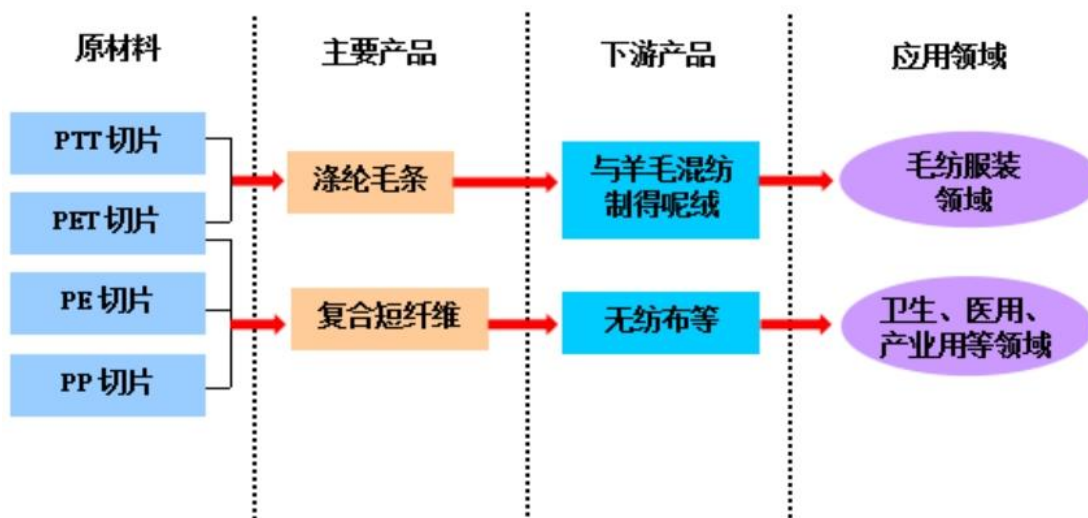 原材料
主要产品
下游产品
应用领域
PTT 切片
PET 切片
PE 切片
PP 切片
涤纶毛条
复合短纤维
与羊毛混纺
制得呢绒
无纺布等
毛纺服装
领域
卫生、医用、
产业用等领域